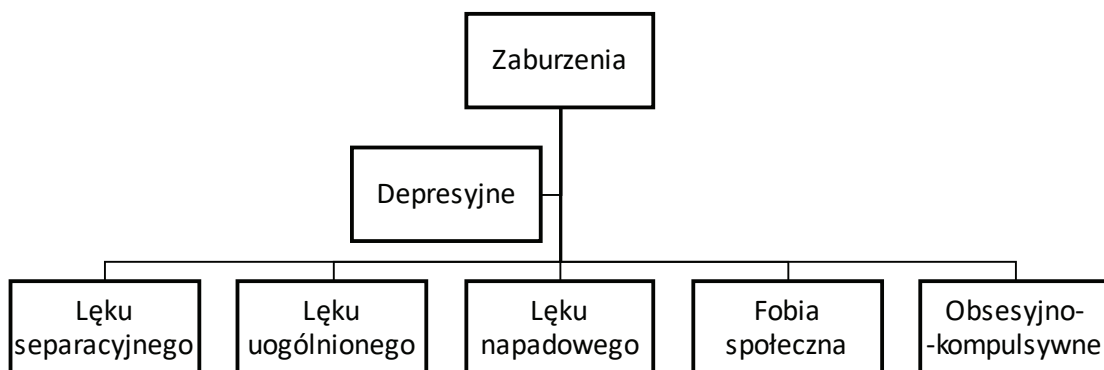 Zaburzenia
Depresyjne
Lęku
separacyjnego
Lęku
uogólnionego
Lęku
napadowego
Fobia
społeczna
Obsesyjno-
-kompulsywne